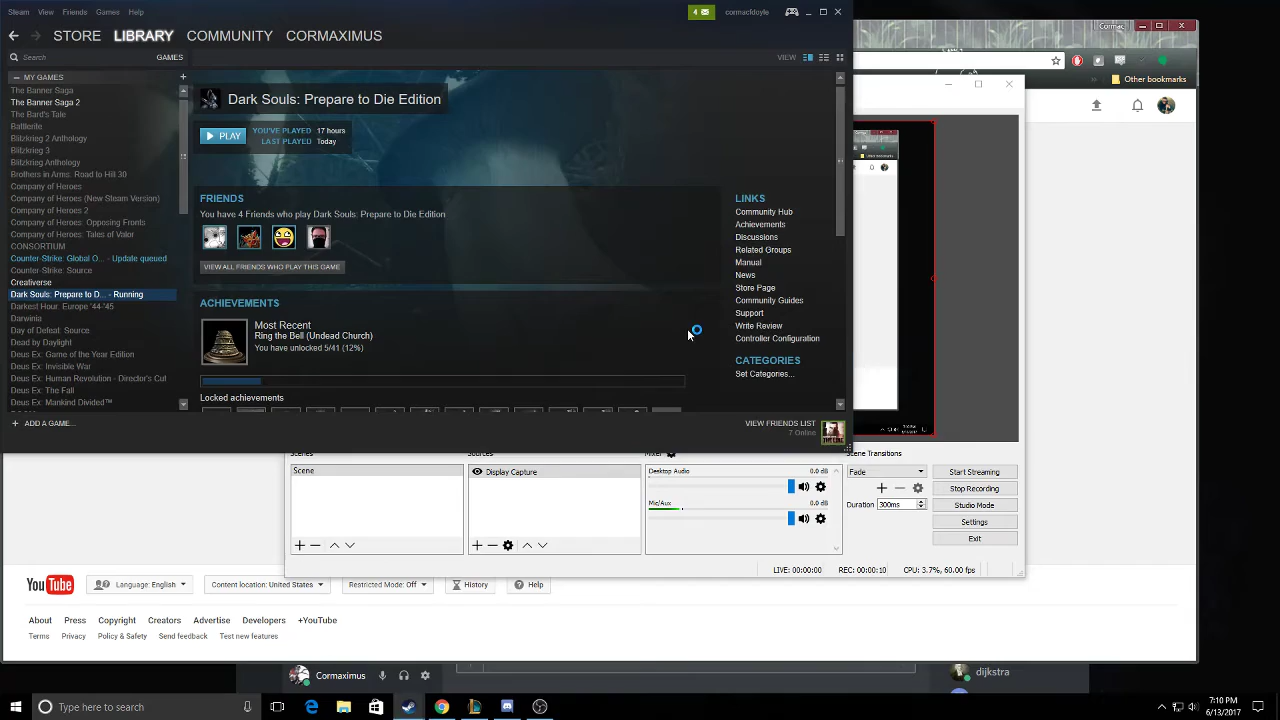 Steam View Friends Games Help
4 cormacfdoyle
STORE LIBRARY COMMUNITY CORMAXIMUS
Cormac
Search GAMES VIEW
Other bookmarks
MY GAMES
The Banner Saga
The Banner Saga 2
The Bard's Tale
Battlerite
Blitzkrieg 2 Anthology
Blitzkrieg 3
Blitzkrieg Anthology
Brothers in Arms: Road to Hill 30
Company of Heroes
Company of Heroes (New Steam Version)
Company of Heroes 2
Company of Heroes: Opposing Fronts
Company of Heroes: Tales of Valor
CONSORTIUM
Counter-Strike: Global O... - Update queued
Counter-Strike: Source
Creativerse
Dark Souls: Prepare to D... - Running
Darkest Hour: Europe '44-'45
Darwinia
Day of Defeat: Source
Dead by Daylight
Deus Ex: Game of the Year Edition
Deus Ex: Invisible War
Deus Ex: Human Revolution - Director's Cut
Deus Ex: The Fall
Deus Ex: Mankind Divided™
ADD A GAME...
Dark Souls: Prepare to Die Edition
PLAY
YOU'VE PLAYED 17 hours
LAST PLAYED Today
FRIENDS
You have 4 Friends who play Dark Souls: Prepare to Die Edition
VIEW ALL FRIENDS WHO PLAY THIS GAME
ACHIEVEMENTS
Most Recent
Ring the Bell (Undead Church)
You have unlocked 5/41 (12%)
Locked achievements
LINKS
Community Hub
Achievements
Discussions
Related Groups
Manual
News
Store Page
Community Guides
Support
Write Review
Controller Configuration
CATEGORIES
Set Categories...
VIEW FRIENDS LIST
7 Online
Scene Transitions
Scene
Display Capture
Desktop Audio 0.0 dB
Mic/Aux 0.0 dB
Fade
Duration 300ms
Start Streaming
Stop Recording
Studio Mode
Settings
Exit
LIVE: 00:00:00 REC: 00:00:10 CPU: 3.7%, 60.00 fps
YouTube Language: English Content location: United States Restricted Mode: Off History Help
About Press Copyright Creators Advertise Developers +YouTube
Terms Privacy Policy & Safety Send feedback Test new features
Cormaximus dijkstra
Type here to search
7:10 PM
6/13/2017